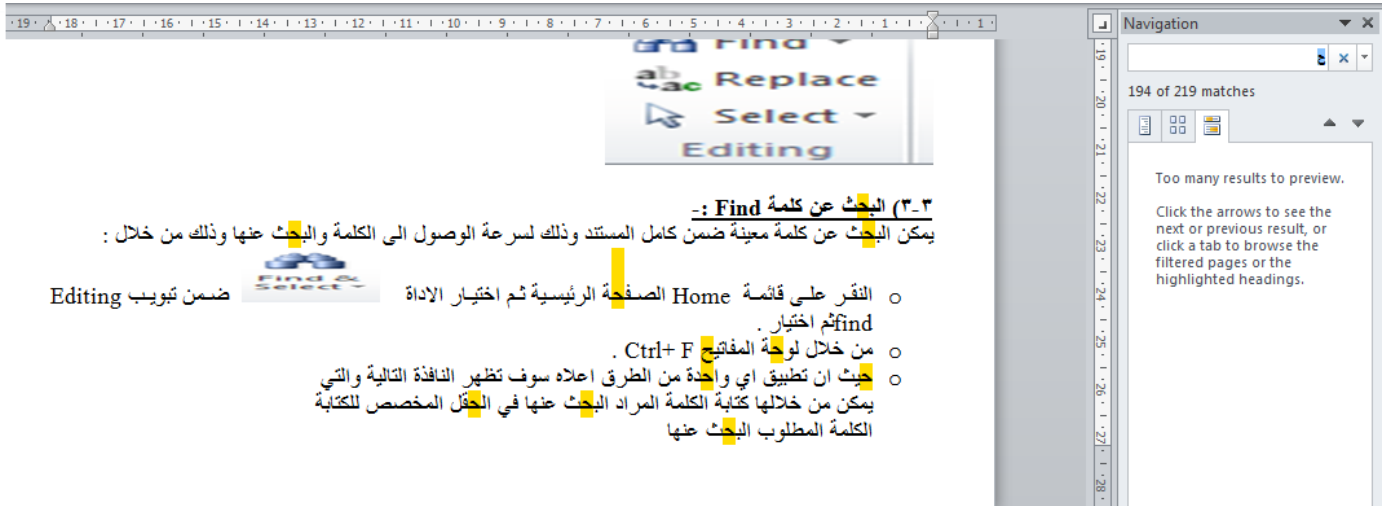 19 · 18 · 17 · 16 · 15 · 14 · 13 · 12 · 11 · 10 · 9 · 8 · 7 · 6 · 5 · 4 · 3 · 2 · 1 · 1
Find
Replace
Select
Editing
٣-٣) البحث عن كلمة Find :-
يمكن البحث عن كلمة معينة ضمن كامل المستند وذلك لسرعة الوصول الى الكلمة والبحث عنها وذلك من خلال :
o النقر على قائمة Home الصفحة الرئيسية ثم اختيار الاداة Find & Select ضمن تبويب Editing
ثم اختيار find .
o من خلال لوحة المفاتيح Ctrl+ F .
o حيث ان تطبيق اي واحدة من الطرق اعلاه سوف تظهر النافذة التالية والتي
يمكن من خلالها كتابة الكلمة المراد البحث عنها في الحقل المخصص للكتابة
الكلمة المطلوب البحث عنها
19 · 20 · 21 · 22 · 23 · 24 · 25 · 26 · 27 · 28
Navigation
ح
194 of 219 matches
Too many results to preview.
Click the arrows to see the
next or previous result, or
click a tab to browse the
filtered pages or the
highlighted headings.